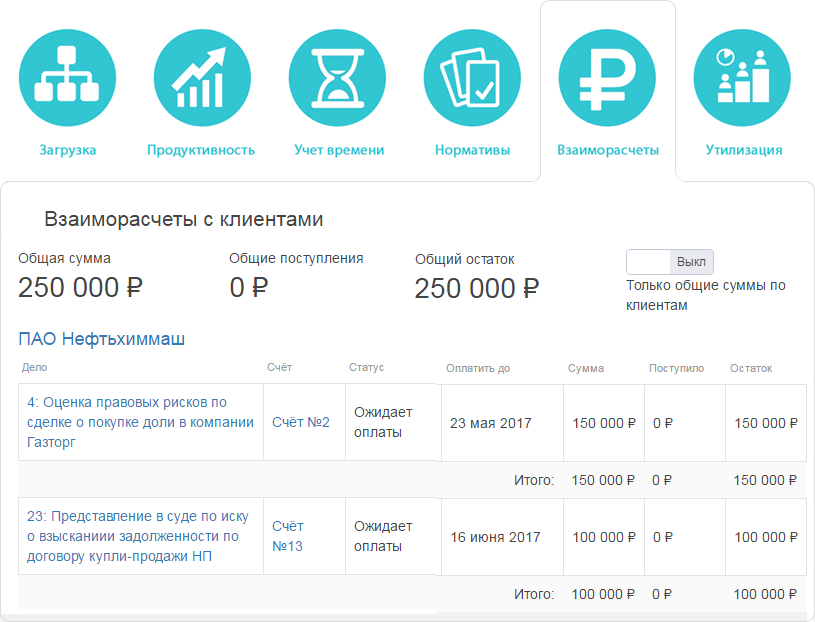 Загрузка
Продуктивность
Учет времени
Нормативы
Взаиморасчеты
Утилизация
Взаиморасчеты с клиентами
Общая сумма
250 000 ₽
Общие поступления
0 ₽
Общий остаток
250 000 ₽
Выкл
Только общие суммы по
клиентам
ПАО Нефтьхиммаш
Дело Счёт Статус Оплатить до Сумма Поступило Остаток
4: Оценка правовых рисков по
сделке о покупке доли в компании
Газторг
Счёт №2
Ожидает
оплаты
23 мая 2017
150 000 ₽
0 ₽
150 000 ₽
Итого: 150 000 ₽ 0 ₽ 150 000 ₽
23: Представление в суде по иску
о взысканиии задолженности по
договору купли-продажи НП
Счёт
№13
Ожидает
оплаты
16 июня 2017
100 000 ₽
0 ₽
100 000 ₽
Итого: 100 000 ₽ 0 ₽ 100 000 ₽